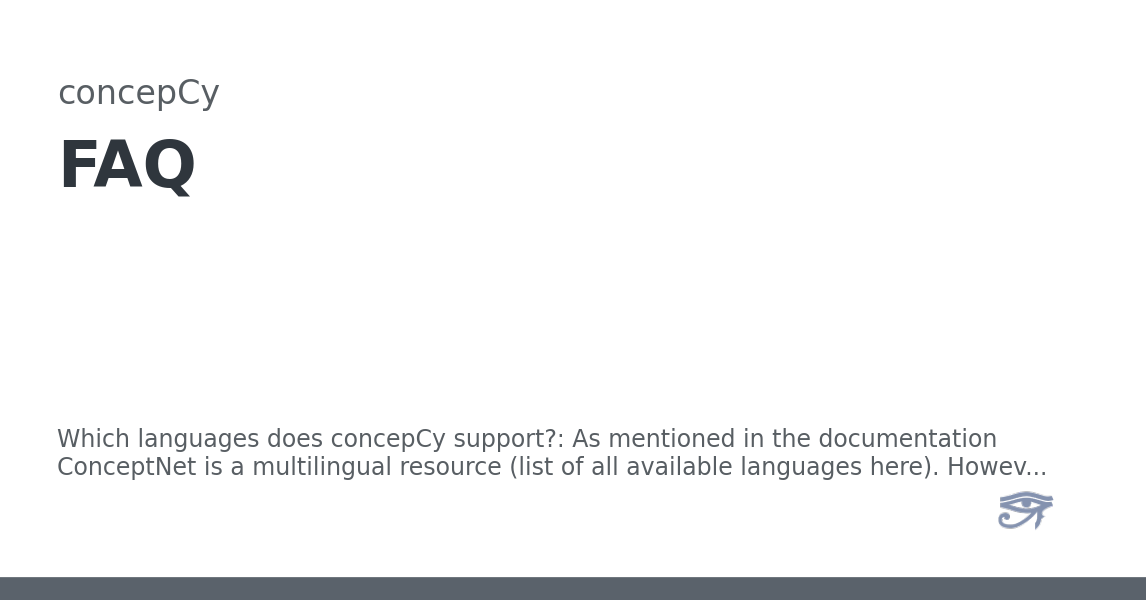 concepCy
FAQ
Which languages does concepCy support?: As mentioned in the documentation
ConceptNet is a multilingual resource (list of all available languages here). Howev...